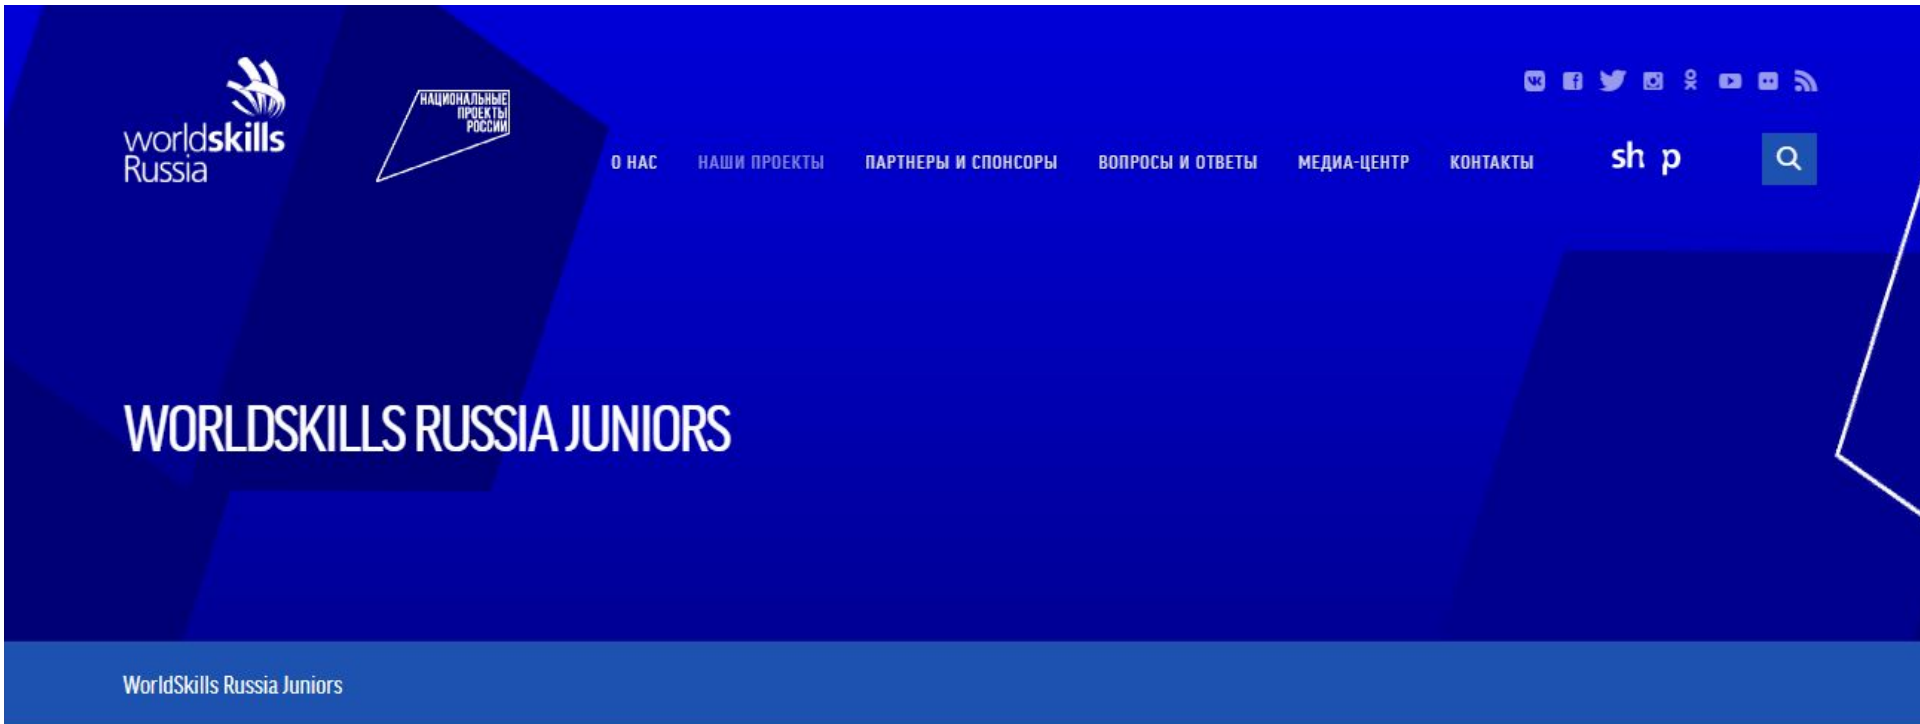 worldskills
Russia
НАЦИОНАЛЬНЫЕ
ПРОЕКТЫ
РОССИИ
О НАС НАШИ ПРОЕКТЫ ПАРТНЕРЫ И СПОНСОРЫ ВОПРОСЫ И ОТВЕТЫ МЕДИА-ЦЕНТР КОНТАКТЫ sh p
WORLDSKILLS RUSSIA JUNIORS
WorldSkills Russia Juniors